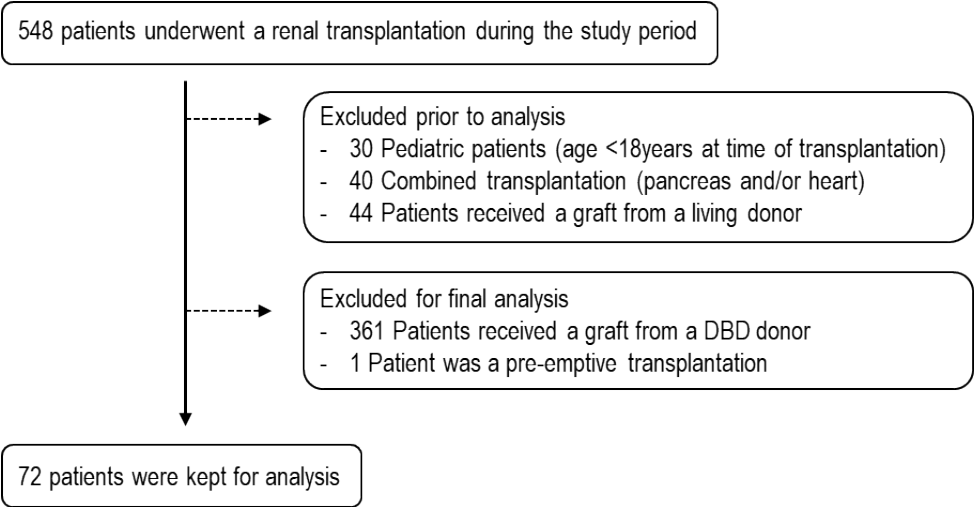 548 patients underwent a renal transplantation during the study period
Excluded prior to analysis
- 30 Pediatric patients (age <18years at time of transplantation)
- 40 Combined transplantation (pancreas and/or heart)
- 44 Patients received a graft from a living donor
Excluded for final analysis
- 361 Patients received a graft from a DBD donor
- 1 Patient was a pre-emptive transplantation
72 patients were kept for analysis